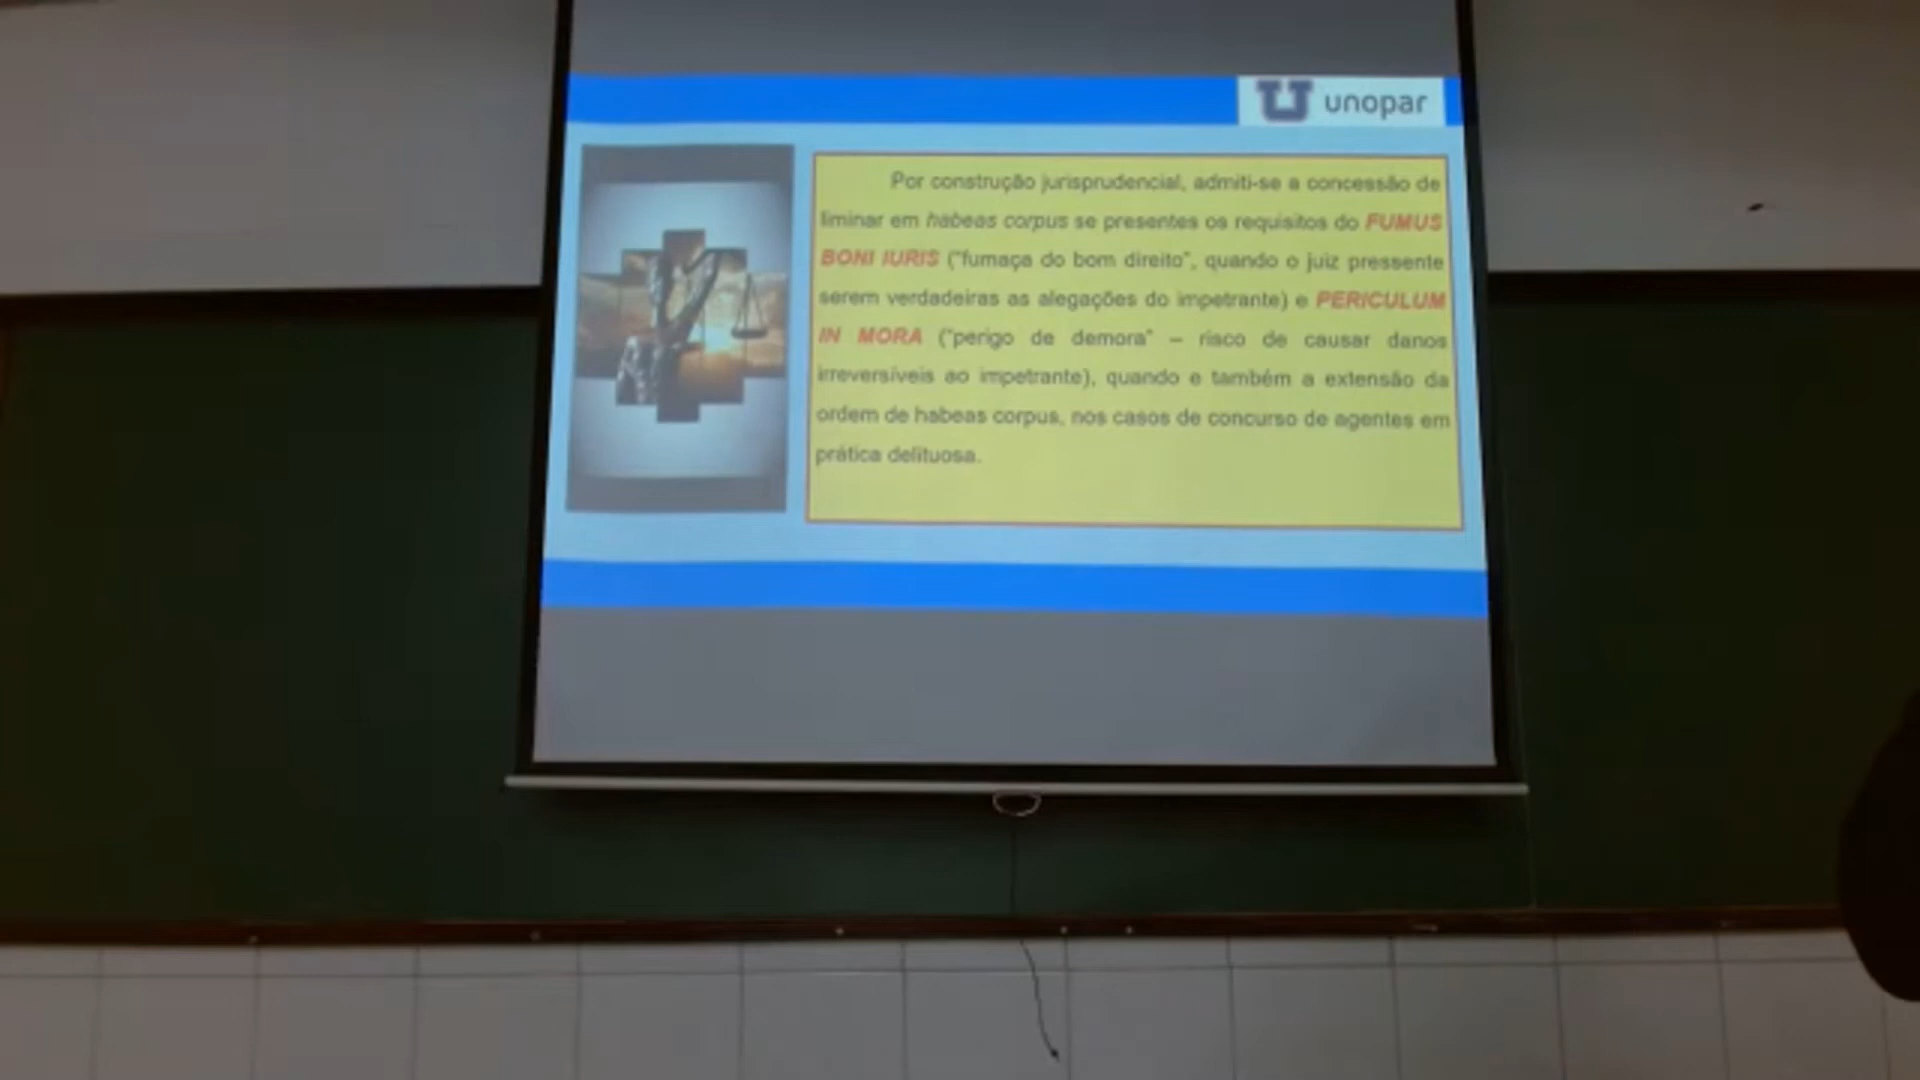 U unopar
Por construção jurisprudencial, admiti-se a concessão de
liminar em habeas corpus se presentes os requisitos do FUMUS
BONI IURIS ("fumaça do bom direito", quando o juiz pressente
serem verdadeiras as alegações do impetrante) e PERICULUM
IN MORA ("perigo de demora" – risco de causar danos
irreversíveis ao impetrante), quando e também a extensão da
ordem de habeas corpus, nos casos de concurso de agentes em
prática delituosa.